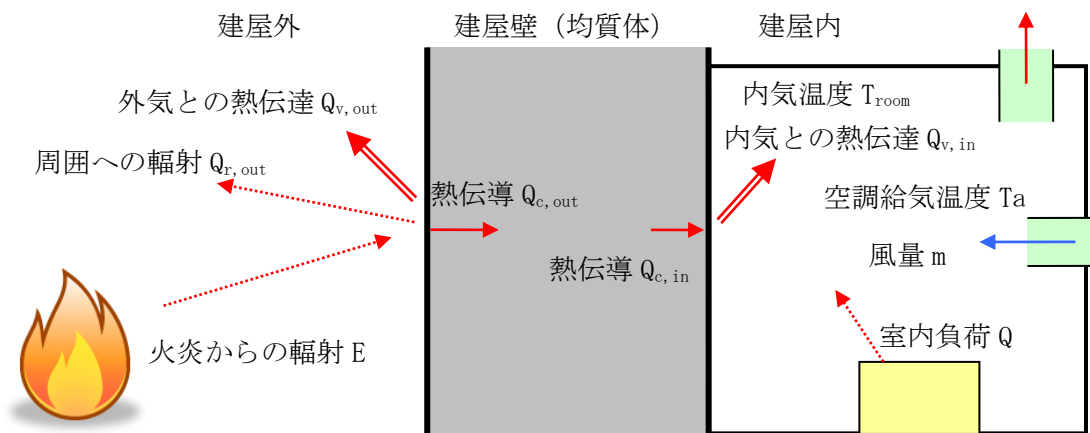 建屋外
建屋壁（均質体）
建屋内
外気との熱伝達 Qv,out
周囲への輻射 Qr,out
熱伝導 Qc,out
熱伝導 Qc,in
火炎からの輻射 E
内気温度 Troom
内気との熱伝達 Qv,in
空調給気温度 Ta
風量 m
室内負荷 Q